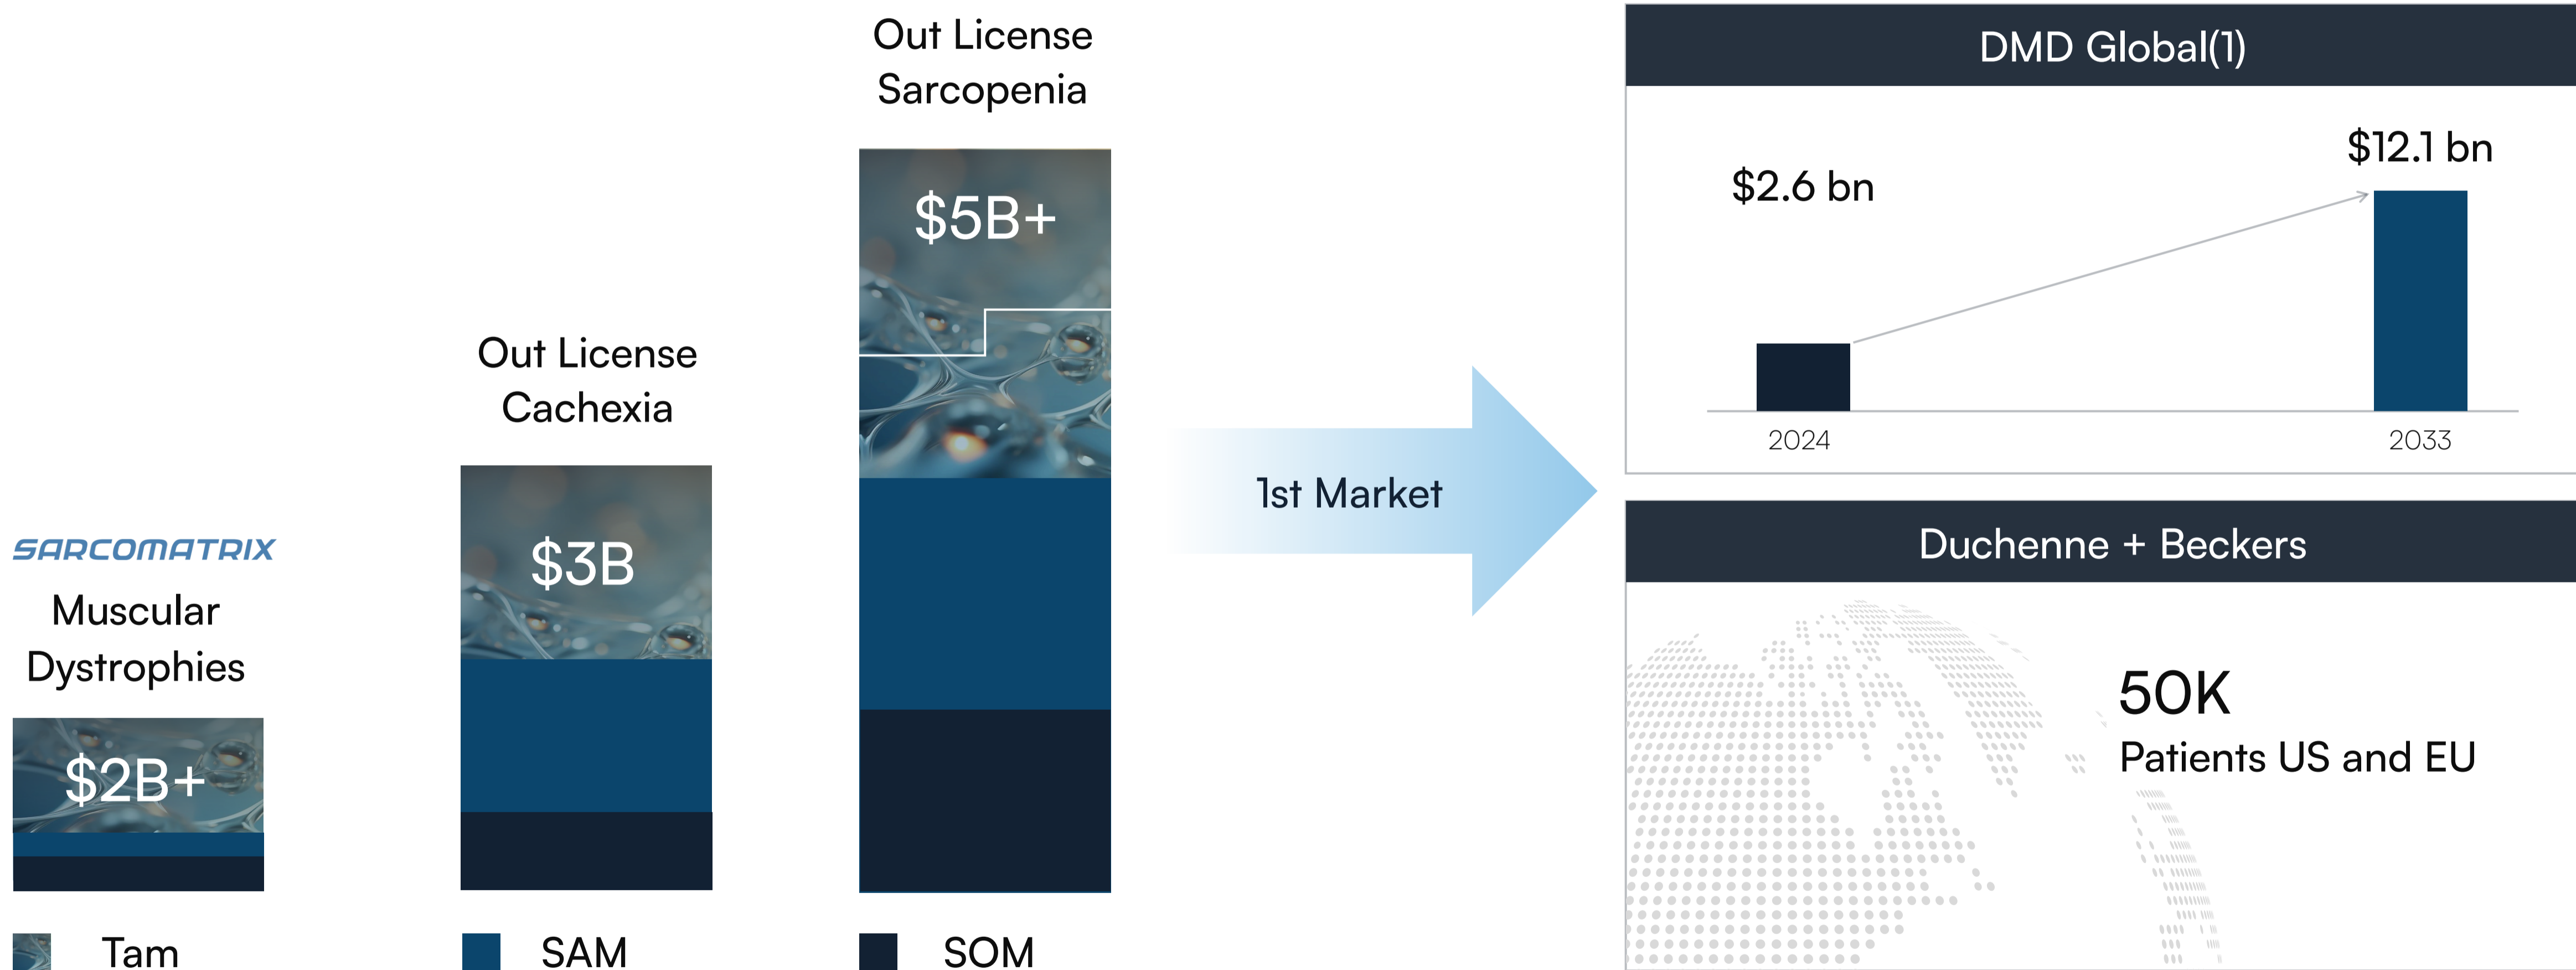 SARCOMATRIX
Muscular
Dystrophies
$2B+
Out License
Cachexia
$3B
Out License
Sarcopenia
$5B+
Tam
SAM
SOM
1st Market
DMD Global(1)
$2.6 bn
$12.1 bn
2024
2033
Duchenne + Beckers
50K
Patients US and EU